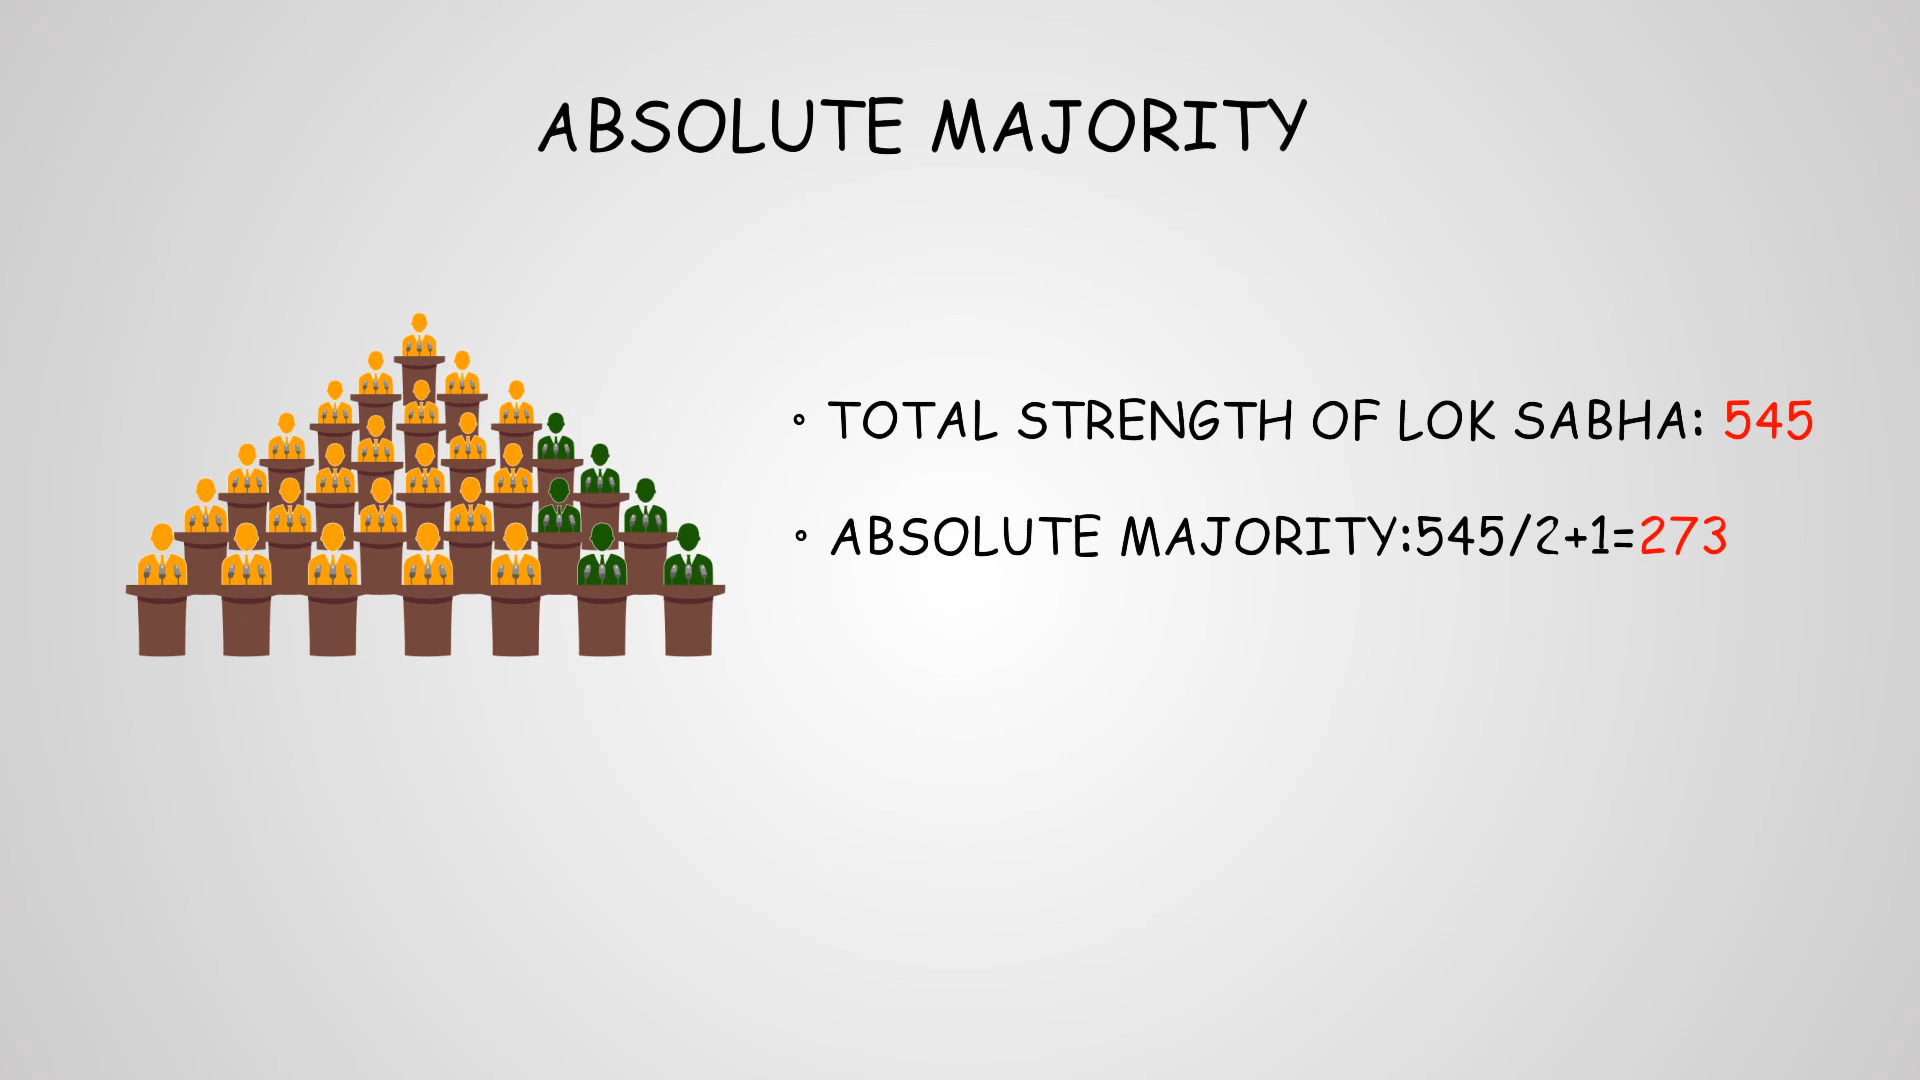 ABSOLUTE MAJORITY
• TOTAL STRENGTH OF LOK SABHA: 545
• ABSOLUTE MAJORITY:545/2+1=273